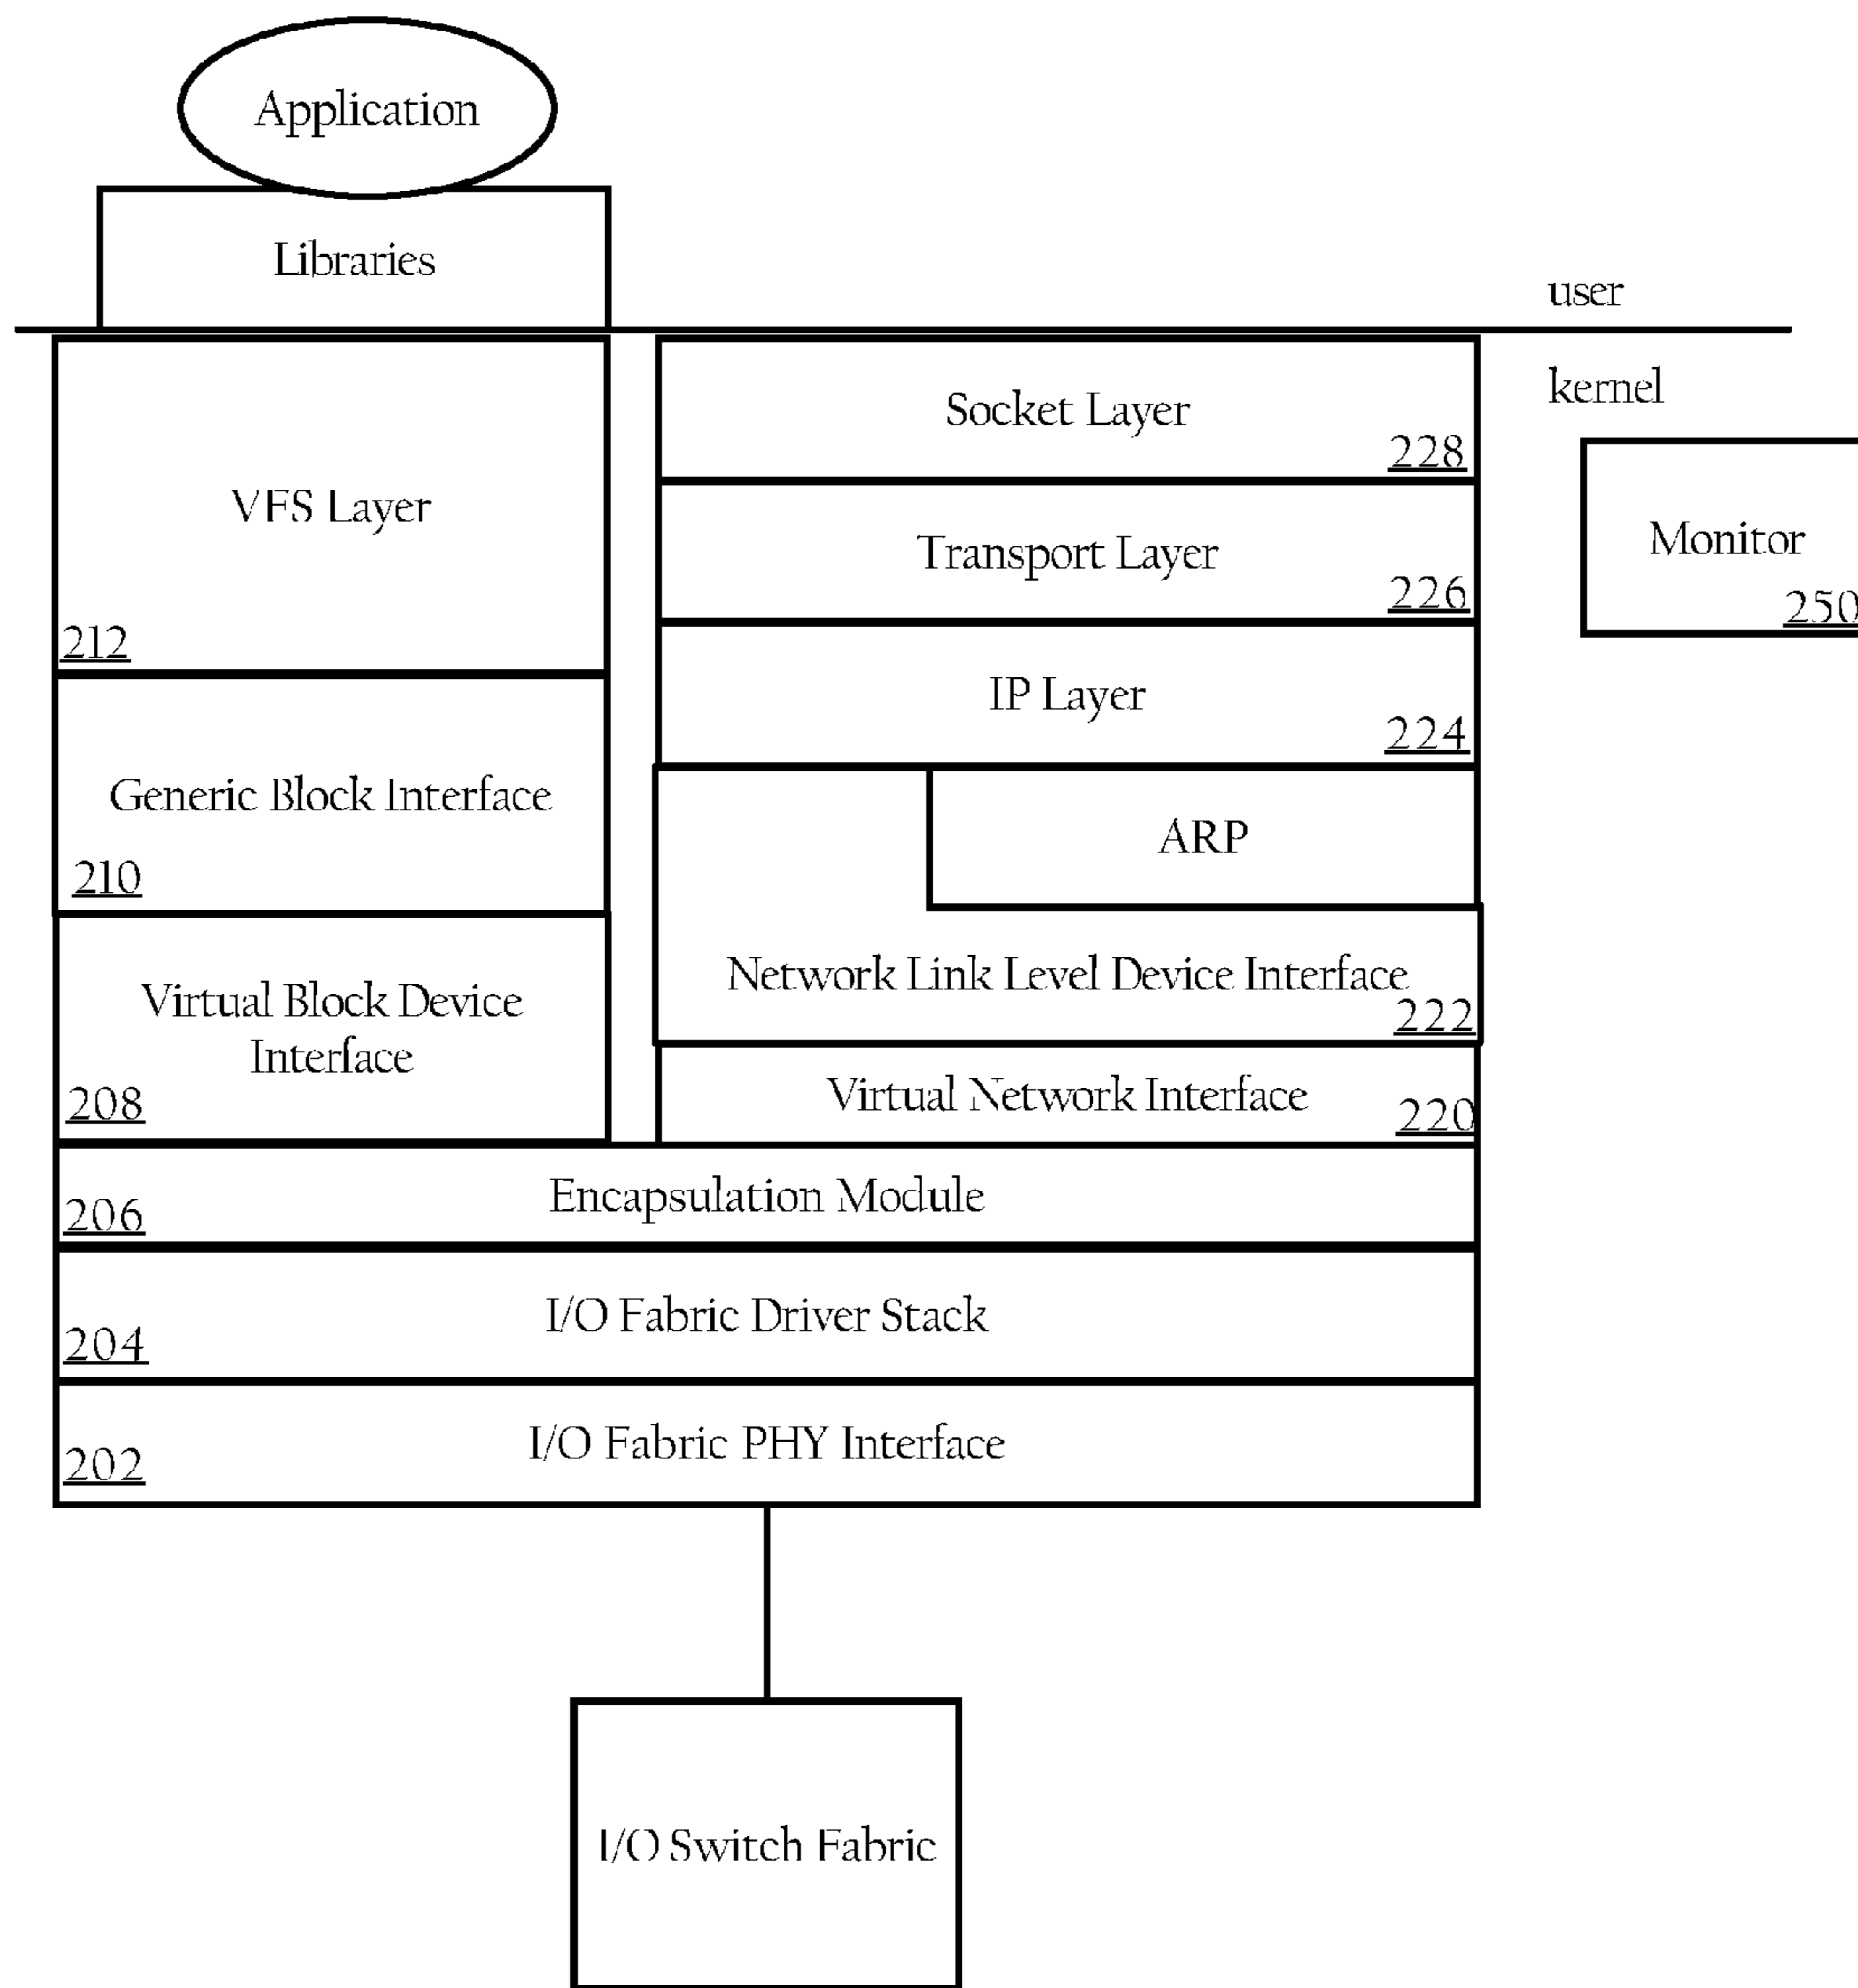 Application
Libraries
user
kernel
VFS Layer
212
Generic Block Interface
210
Virtual Block Device
Interface
208
Socket Layer
228
Transport Layer
226
IP Layer
224
ARP
Network Link Level Device Interface
222
Virtual Network Interface
220
Monitor
250
Encapsulation Module
206
I/O Fabric Driver Stack
204
I/O Fabric PHY Interface
202
I/O Switch Fabric